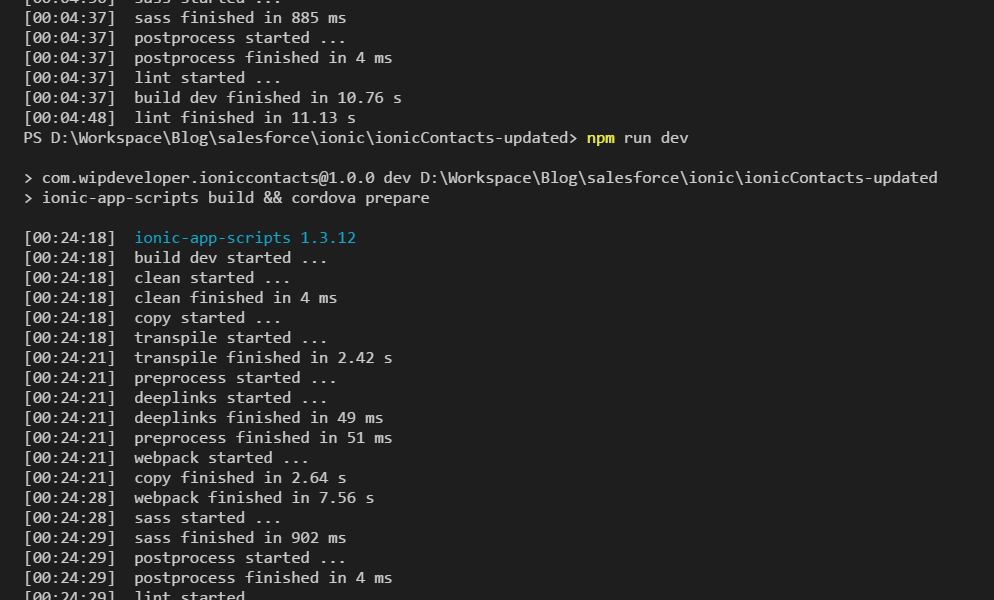 [00:04:36] sass started ...
[00:04:37] sass finished in 885 ms
[00:04:37] postprocess started ...
[00:04:37] postprocess finished in 4 ms
[00:04:37] lint started ...
[00:04:37] build dev finished in 10.76 s
[00:04:48] lint finished in 11.13 s
PS D:\Workspace\Blog\salesforce\ionic\ionicContacts-updated> npm run dev
> com.wipdeveloper.ioniccontacts@1.0.0 dev D:\Workspace\Blog\salesforce\ionic\ionicContacts-updated
> ionic-app-scripts build && cordova prepare
[00:24:18] ionic-app-scripts 1.3.12
[00:24:18] build dev started ...
[00:24:18] clean started ...
[00:24:18] clean finished in 4 ms
[00:24:18] copy started ...
[00:24:18] transpile started ...
[00:24:21] transpile finished in 2.42 s
[00:24:21] preprocess started ...
[00:24:21] deeplinks started ...
[00:24:21] deeplinks finished in 49 ms
[00:24:21] preprocess finished in 51 ms
[00:24:21] webpack started ...
[00:24:21] copy finished in 2.64 s
[00:24:28] webpack finished in 7.56 s
[00:24:28] sass started ...
[00:24:29] sass finished in 902 ms
[00:24:29] postprocess started ...
[00:24:29] postprocess finished in 4 ms
[00:24:29] lint started